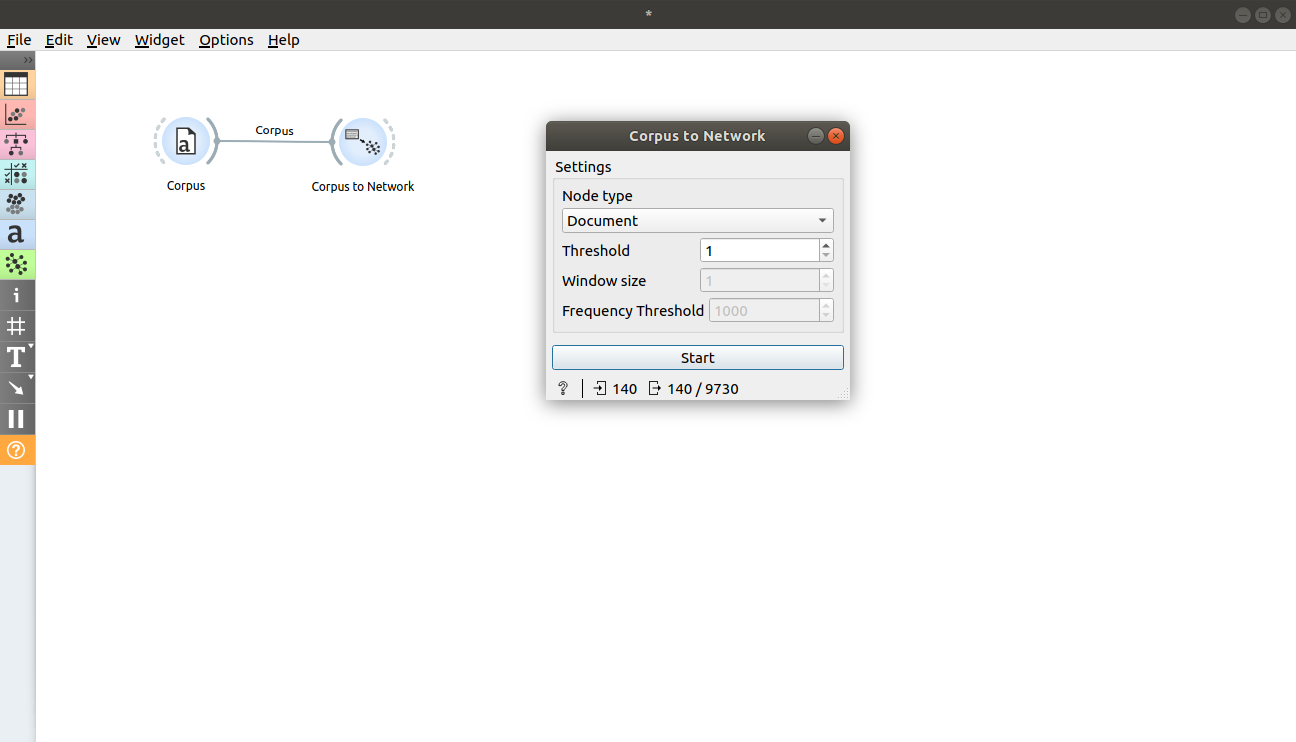 *
File Edit View Widget Options Help
Corpus
Corpus
Corpus to Network
Corpus to Network
Settings
Node type
Document
Threshold 1
Window size 1
Frequency Threshold 1000
Start
? 140 140 / 9730
a
a
i
T
?